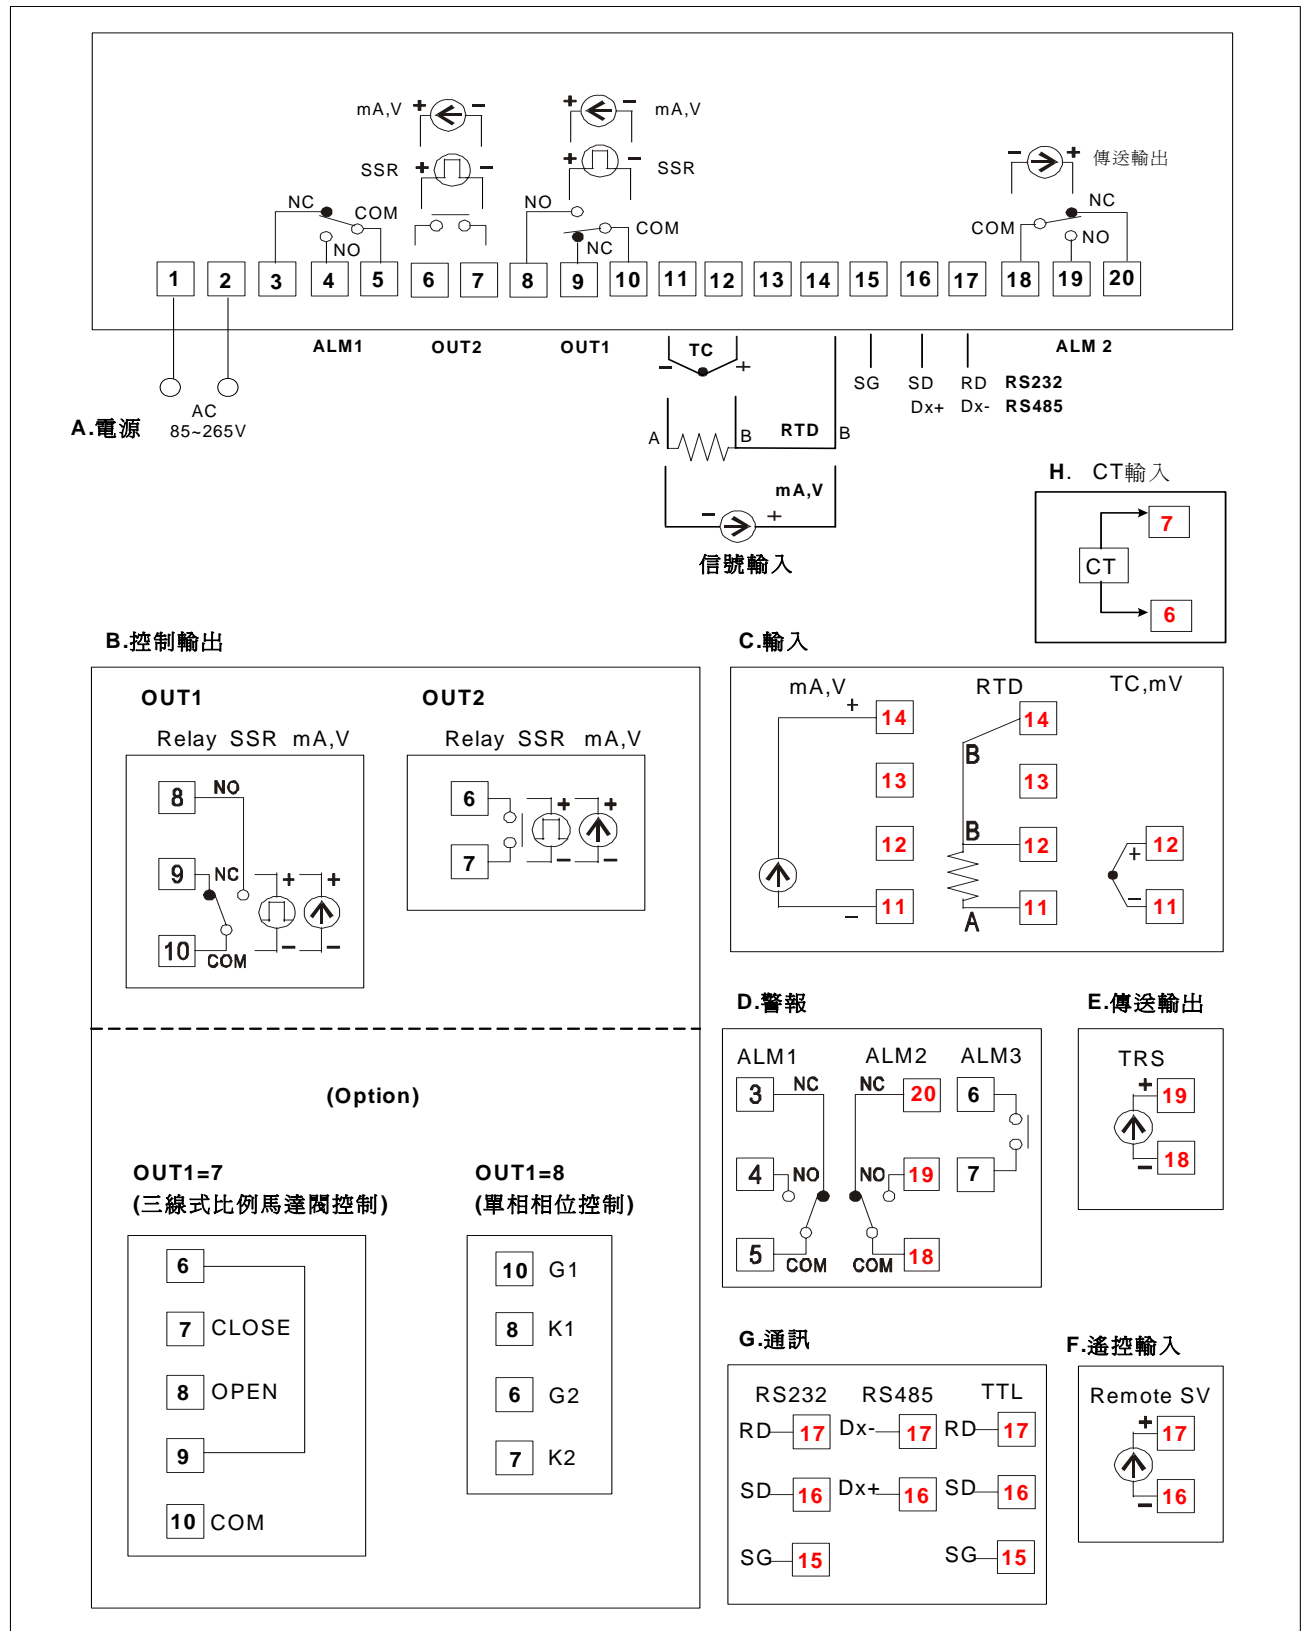 mA,V + − + − mA,V
SSR + − + − SSR
− + 傳送輸出
NC COM NO NC
NO NC COM COM NO
1 2 3 4 5 6 7 8 9 10 11 12 13 14 15 16 17 18 19 20
ALM1 OUT2 OUT1 TC ALM 2
− +
SG SD RD RS232
Dx+ Dx- RS485
AC
A.電源 85~265V
A B RTD B
mA,V
− +
信號輸入
H. CT輸入
7
CT
6
B.控制輸出
OUT1 OUT2
Relay SSR mA,V Relay SSR mA,V
8 NO
9 NC + +
10 COM − −
6 + +
7 − −
C.輸入
mA,V RTD TC,mV
+ 14 14
B
13 13
12 B 12 + 12
− 11 A 11 − 11
D.警報
ALM1 ALM2 ALM3
3 NC NC 20 6
4 NO NO 19 7
5 COM COM 18
E.傳送輸出
TRS
+ 19
− 18
(Option)
OUT1=7
(三線式比例馬達閥控制)
6
7 CLOSE
8 OPEN
9
10 COM
OUT1=8
(單相相位控制)
10 G1
8 K1
6 G2
7 K2
G.通訊
RS232 RS485 TTL
RD 17 Dx- 17 RD 17
SD 16 Dx+ 16 SD 16
SG 15 SG 15
F.遙控輸入
Remote SV
+ 17
− 16